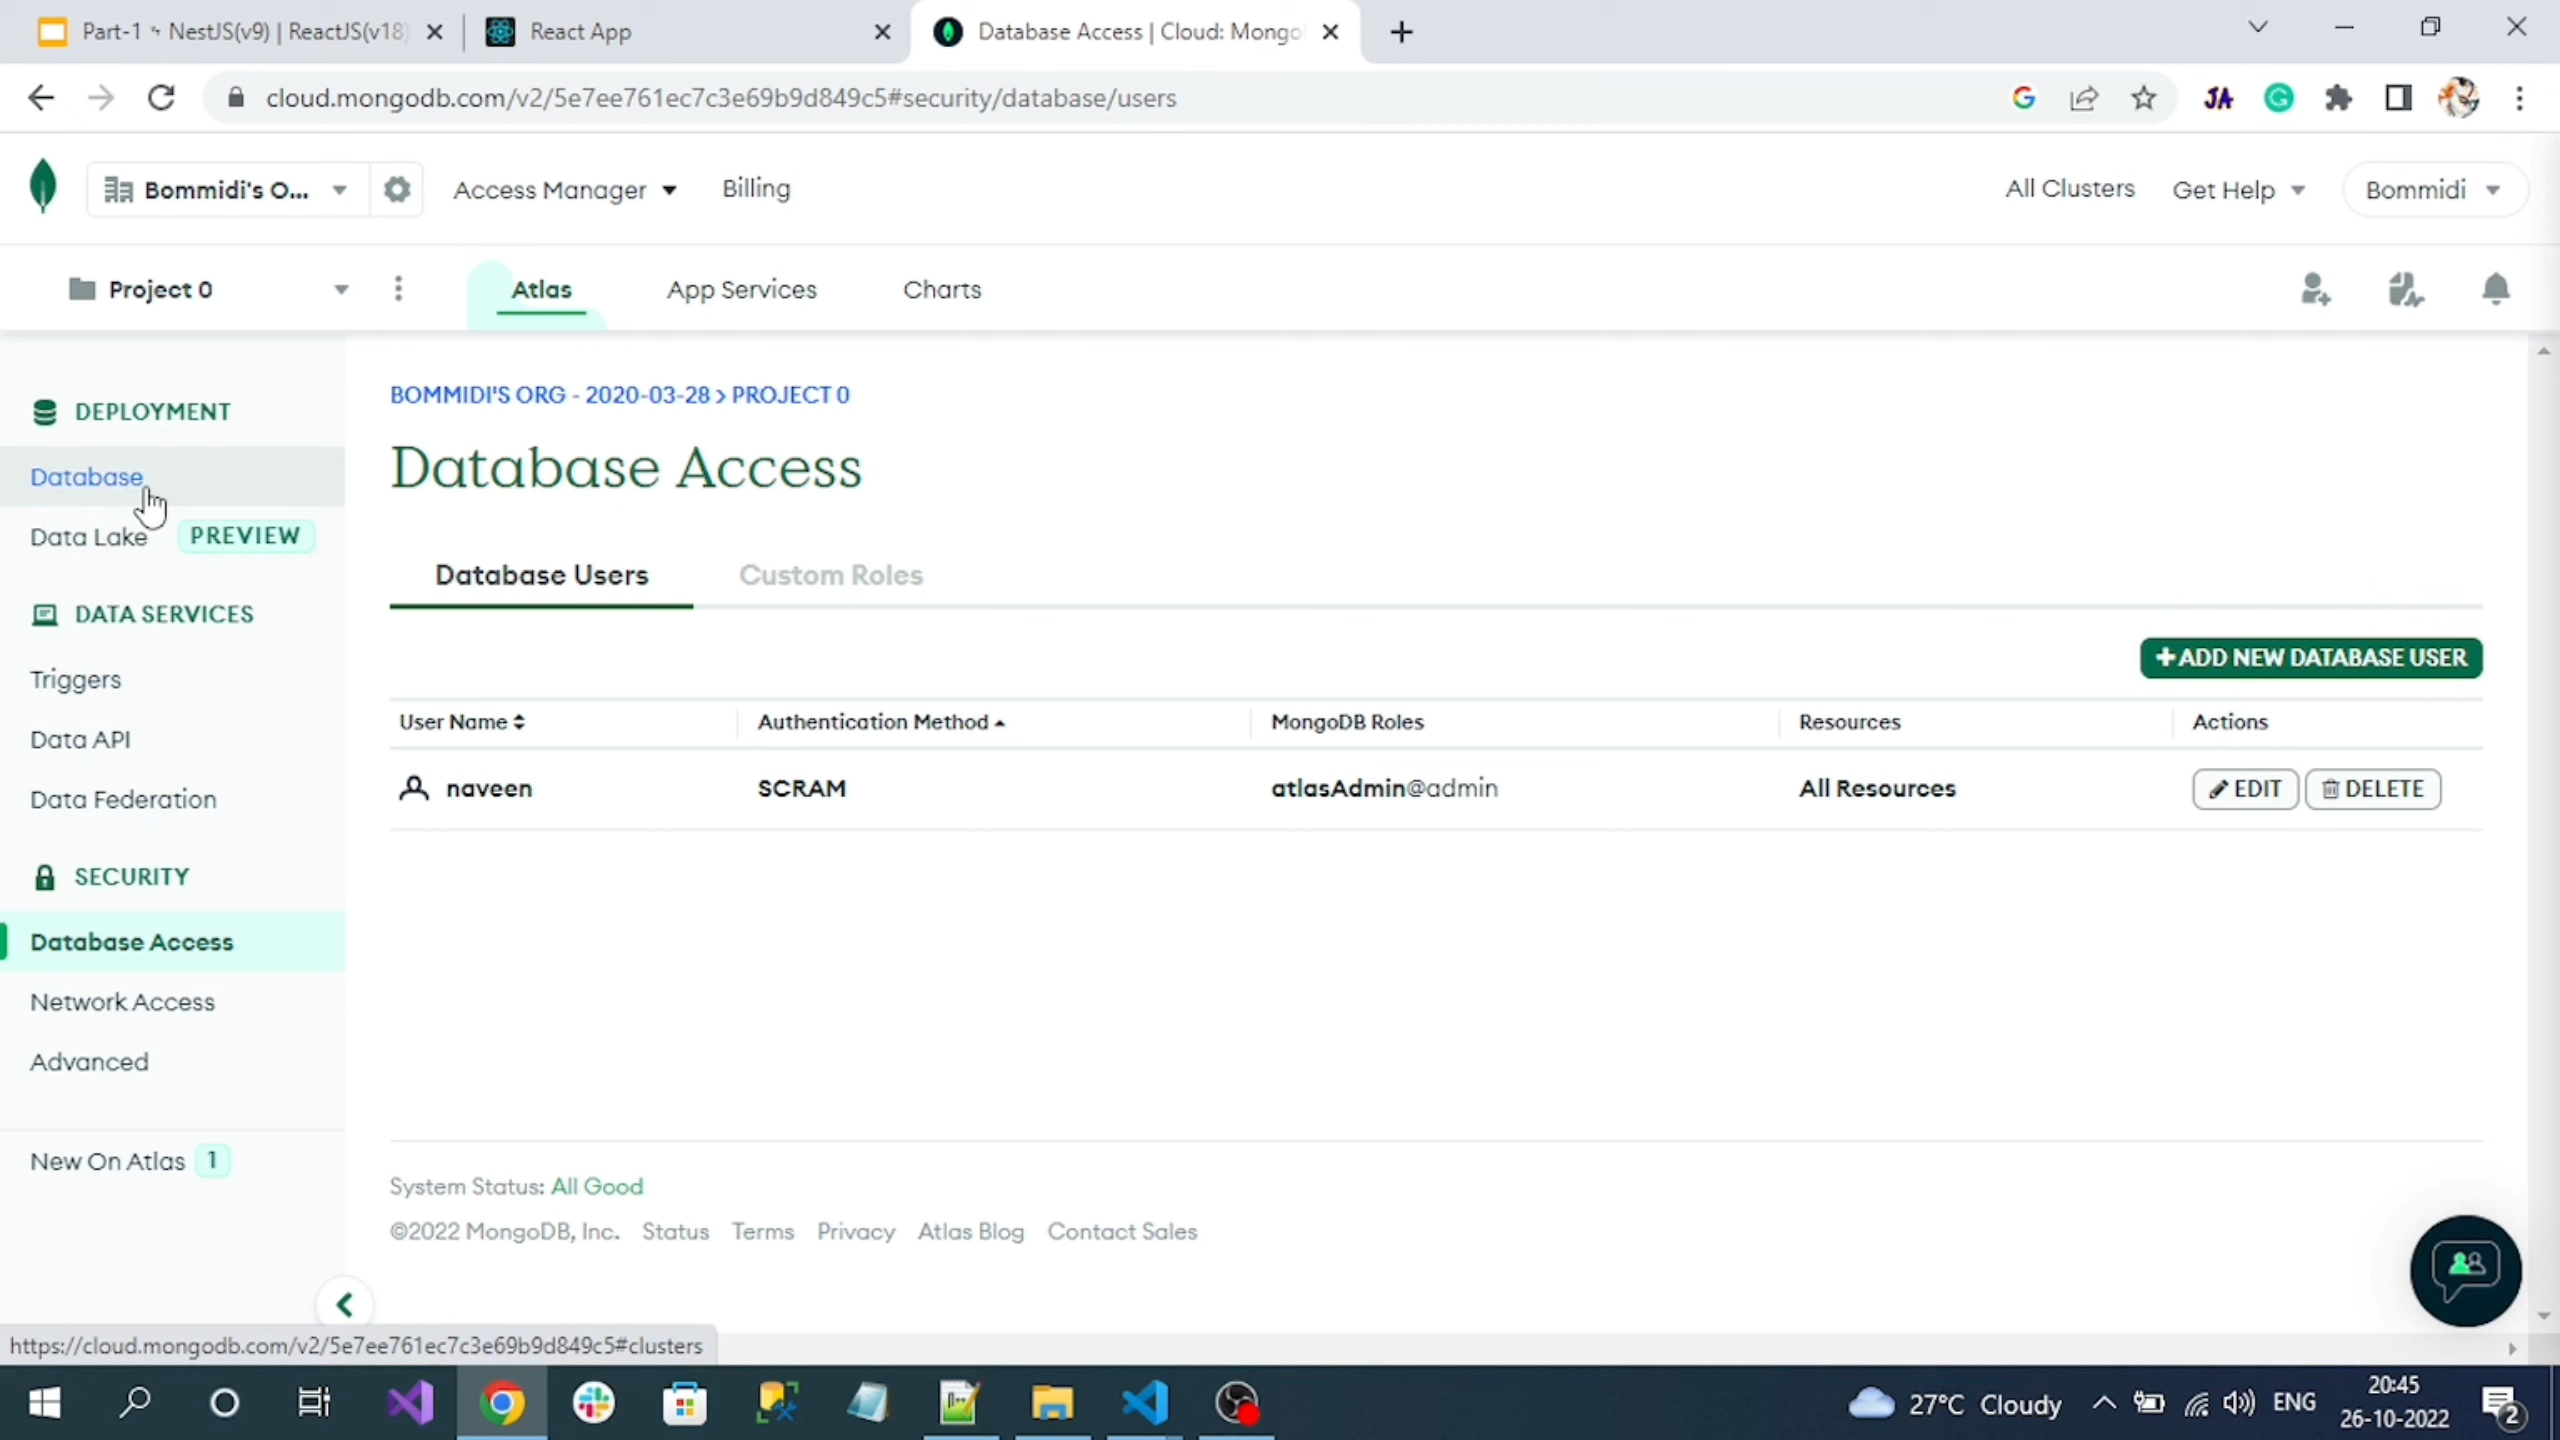 Part-1 NestJS(v9) | ReactJS(v18)
React App
Database Access | Cloud: Mongo
cloud.mongodb.com/v2/5e7ee761ec7c3e69b9d849c5#security/database/users
Bommidi's O...
Access Manager
Billing
All Clusters
Get Help
Bommidi
Project 0
Atlas
App Services
Charts
DEPLOYMENT
Database
Data Lake PREVIEW
DATA SERVICES
Triggers
Data API
Data Federation
SECURITY
Database Access
Network Access
Advanced
New On Atlas 1
BOMMIDI'S ORG - 2020-03-28 > PROJECT 0
Database Access
Database Users
Custom Roles
+ADD NEW DATABASE USER
User Name
Authentication Method
MongoDB Roles
Resources
Actions
naveen
SCRAM
atlasAdmin@admin
All Resources
EDIT
DELETE
System Status: All Good
©2022 MongoDB, Inc. Status Terms Privacy Atlas Blog Contact Sales
https://cloud.mongodb.com/v2/5e7ee761ec7c3e69b9d849c5#clusters
27°C Cloudy
ENG
20:45
26-10-2022
2